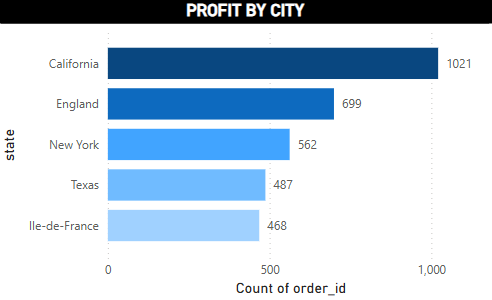 PROFIT BY CITY
California 1021
England 699
New York 562
Texas 487
Ile-de-France 468
state
0 500 1,000
Count of order_id